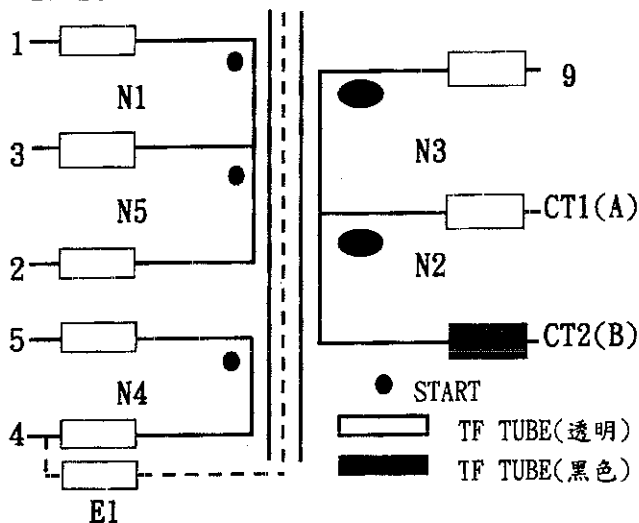 1
N1
3
N5
2
5
N4
4
E1
9
N3
CT1(A)
N2
CT2(B)
START
TF TUBE(透明)
TF TUBE(黑色)